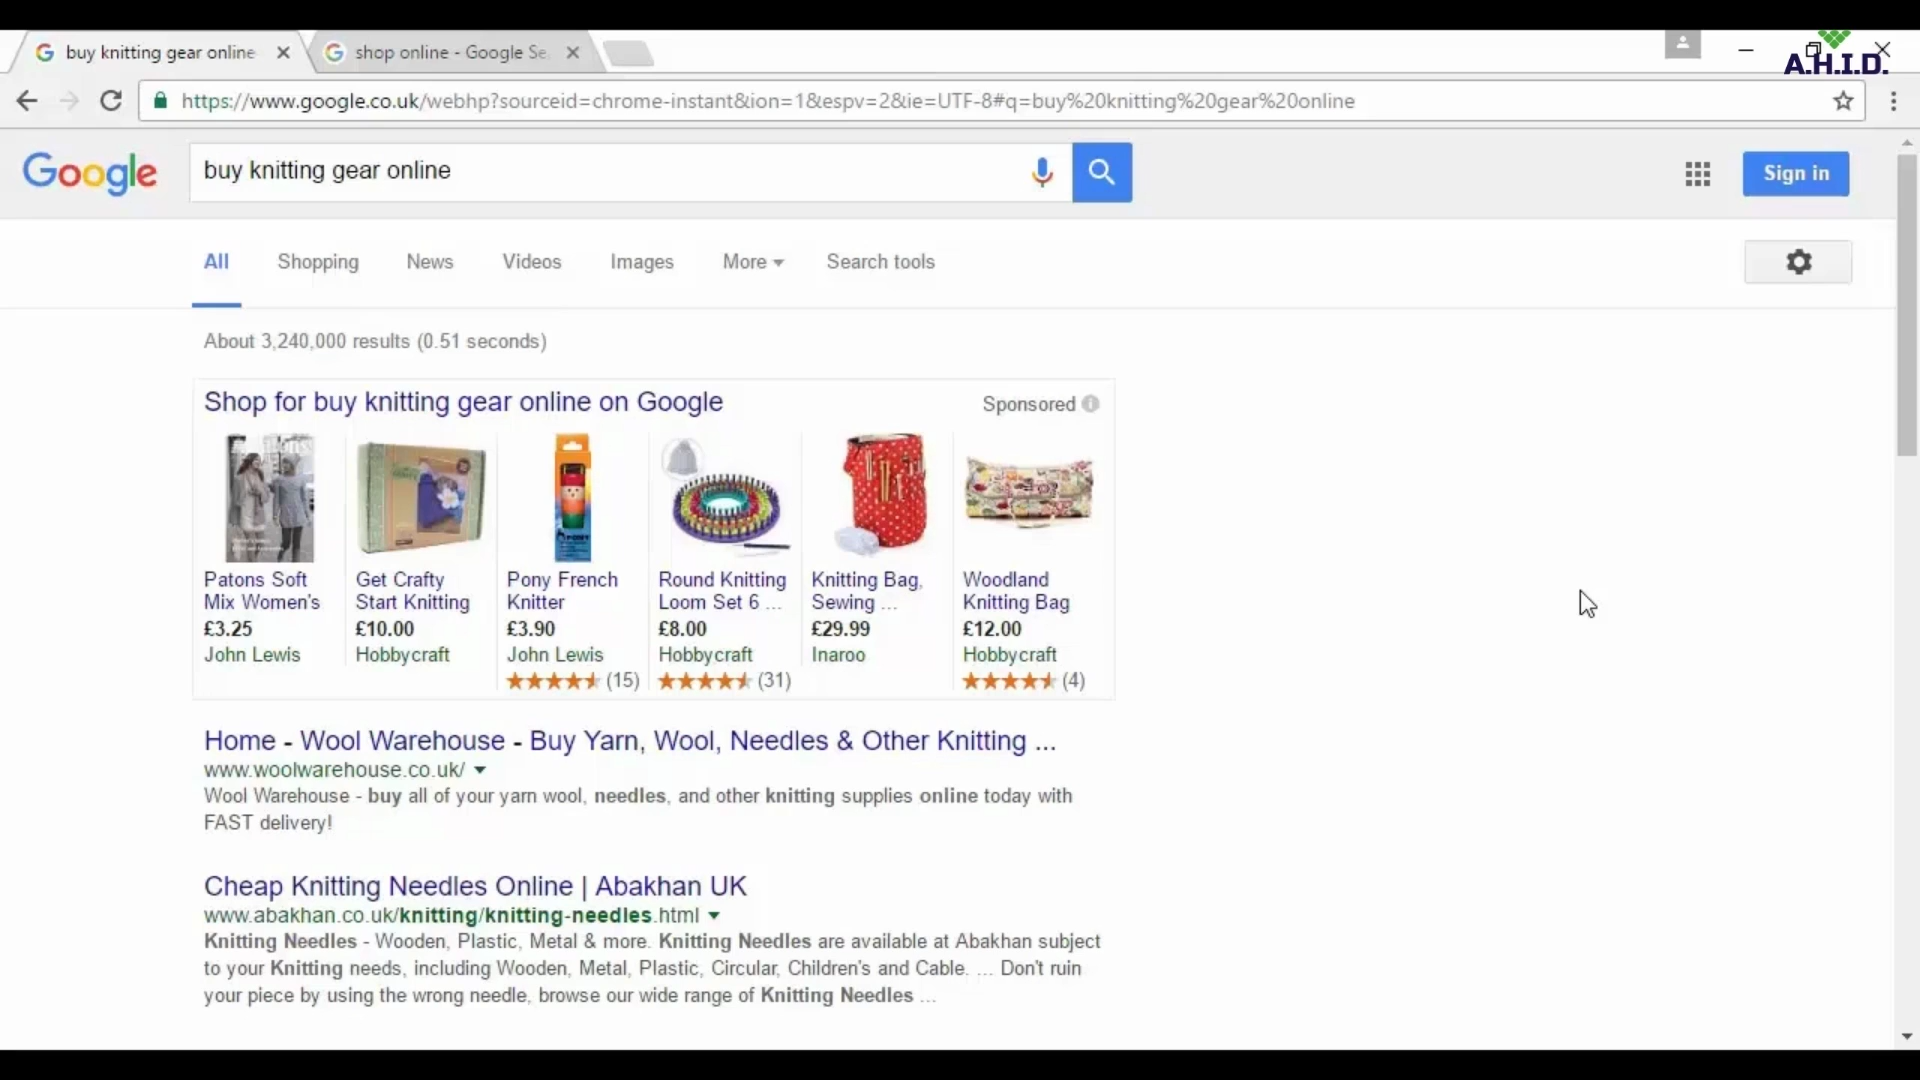 buy knitting gear online
shop online - Google Se
A.H.I.D.
https://www.google.co.uk/webhp?sourceid=chrome-instant&ion=1&espv=2&ie=UTF-8#q=buy%20knitting%20gear%20online
Google
buy knitting gear online
Sign in
All Shopping News Videos Images More Search tools
About 3,240,000 results (0.51 seconds)
Shop for buy knitting gear online on Google
Sponsored
Patons Soft
Mix Women's
£3.25
John Lewis
Get Crafty
Start Knitting
£10.00
Hobbycraft
Pony French
Knitter
£3.90
John Lewis
(15)
Round Knitting
Loom Set 6 ...
£8.00
Hobbycraft
(31)
Knitting Bag,
Sewing ...
£29.99
Inaroo
Woodland
Knitting Bag
£12.00
Hobbycraft
(4)
Home - Wool Warehouse - Buy Yarn, Wool, Needles & Other Knitting ...
www.woolwarehouse.co.uk/
Wool Warehouse - buy all of your yarn wool, needles, and other knitting supplies online today with
FAST delivery!
Cheap Knitting Needles Online | Abakhan UK
www.abakhan.co.uk/knitting/knitting-needles.html
Knitting Needles - Wooden, Plastic, Metal & more. Knitting Needles are available at Abakhan subject
to your Knitting needs, including Wooden, Metal, Plastic, Circular, Children's and Cable. ... Don't ruin
your piece by using the wrong needle, browse our wide range of Knitting Needles ...